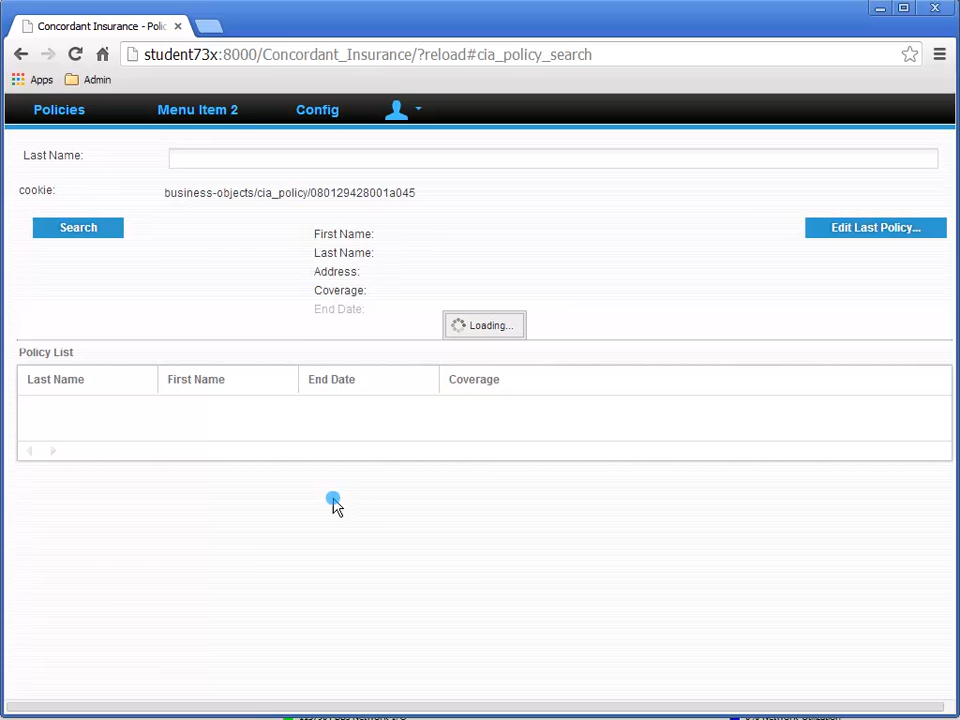 Concordant Insurance - Polic
student73x:8000/Concordant_Insurance/?reload#cia_policy_search
Apps Admin
Policies Menu Item 2 Config
Last Name:
cookie: business-objects/cia_policy/080129428001a045
Search Edit Last Policy...
First Name:
Last Name:
Address:
Coverage:
End Date:
Loading...
Policy List
Last Name First Name End Date Coverage